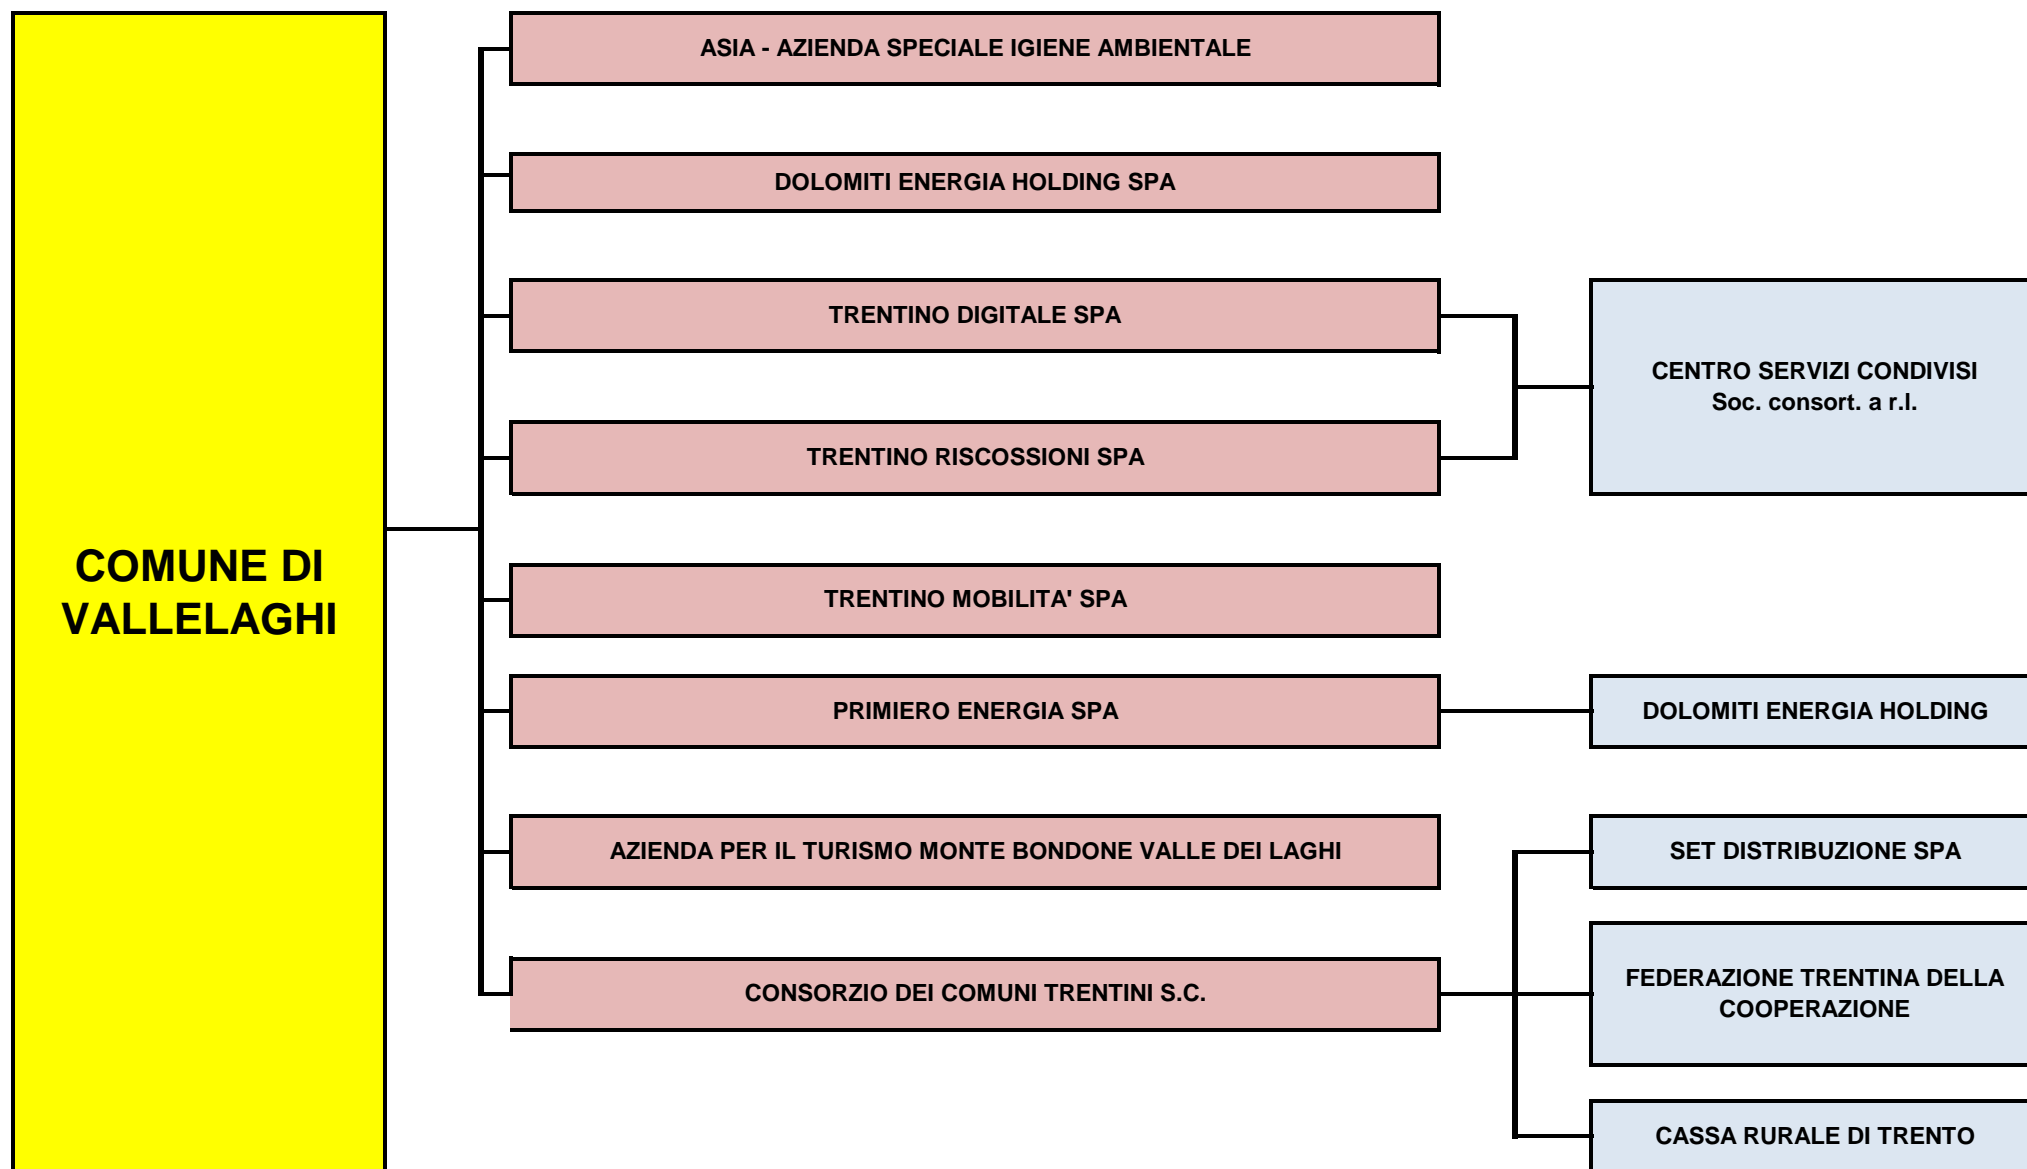 COMUNE DI
VALLELAGHI
ASIA - AZIENDA SPECIALE IGIENE AMBIENTALE
DOLOMITI ENERGIA HOLDING SPA
TRENTINO DIGITALE SPA
TRENTINO RISCOSSIONI SPA
TRENTINO MOBILITA' SPA
PRIMIERO ENERGIA SPA
AZIENDA PER IL TURISMO MONTE BONDONE VALLE DEI LAGHI
CONSORZIO DEI COMUNI TRENTINI S.C.
CENTRO SERVIZI CONDIVISI
Soc. consort. a r.l.
DOLOMITI ENERGIA HOLDING
SET DISTRIBUZIONE SPA
FEDERAZIONE TRENTINA DELLA
COOPERAZIONE
CASSA RURALE DI TRENTO